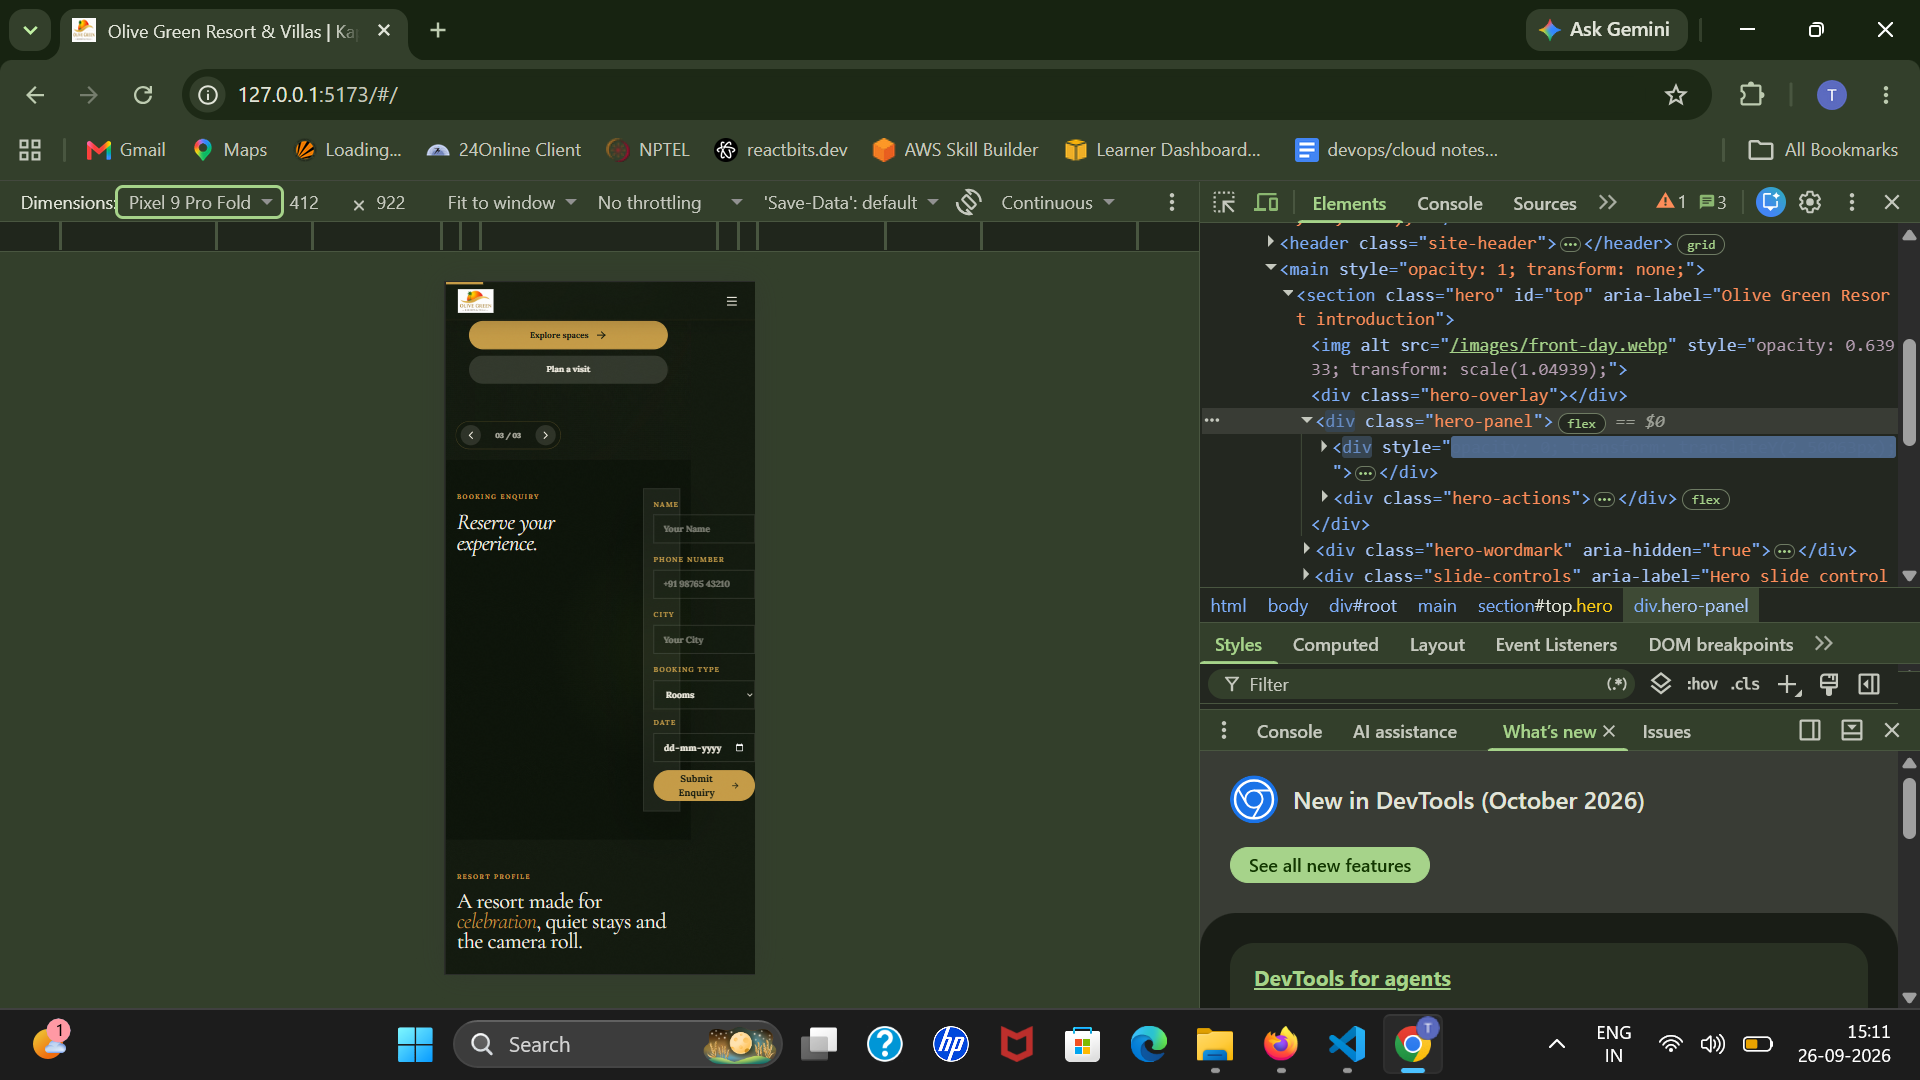 Olive Green Resort & Villas | Ka
Ask Gemini
127.0.0.1:5173/#/
T
Gmail
Maps
Loading...
24Online Client
NPTEL
reactbits.dev
AWS Skill Builder
Learner Dashboard...
devops/cloud notes...
All Bookmarks
Dimensions: Pixel 9 Pro Fold 412 × 922 Fit to window No throttling 'Save-Data': default Continuous
Elements Console Sources 1 3
<header class="site-header">…</header> grid
<main style="opacity: 1; transform: none;">
<section class="hero" id="top" aria-label="Olive Green Resor
t introduction">
<img alt src="/images/front-day.webp" style="opacity: 0.639
33; transform: scale(1.04939);">
<div class="hero-overlay"></div>
<div class="hero-panel"> flex == $0
<div style="
">…</div>
<div class="hero-actions">…</div> flex
</div>
<div class="hero-wordmark" aria-hidden="true">…</div>
<div class="slide-controls" aria-label="Hero slide control
html body div#root main section#top.hero div.hero-panel
Styles Computed Layout Event Listeners DOM breakpoints
Filter (.*) :hov .cls
Console AI assistance What's new Issues
New in DevTools (October 2026)
See all new features
DevTools for agents
OLIVE GREEN
Explore spaces
Plan a visit
03 / 03
BOOKING ENQUIRY
Reserve your
experience.
NAME
Your Name
PHONE NUMBER
+91 98765 43210
CITY
Your City
BOOKING TYPE
Rooms
DATE
dd-mm-yyyy
Submit
Enquiry
RESORT PROFILE
A resort made for
celebration, quiet stays and
the camera roll.
1
Search
hp
T
ENG
IN
15:11
26-09-2026